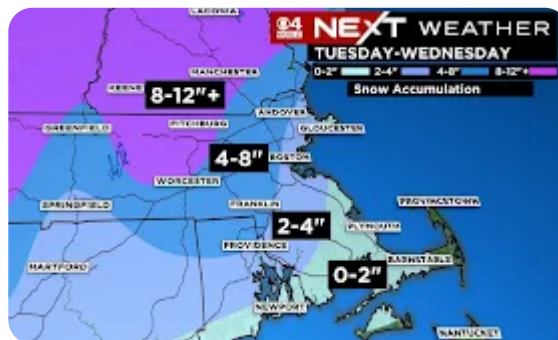 LACONIA
4 NEXT WEATHER
TUESDAY-WEDNESDAY
0-2" 2-4" 4-8" 8-12"+
Snow Accumulation
MANCHESTER
KEENE
8-12"+
ANDOVER
GREENFIELD
FITCHBURG
GLOUCESTER
4-8"
BOSTON
WORCESTER
SPRINGFIELD
FRANKLIN
PROVINCETOWN
2-4"
PLYMOUTH
PROVIDENCE
HARTFORD
BARNSTABLE
0-2"
NEWPORT
NANTUCKET